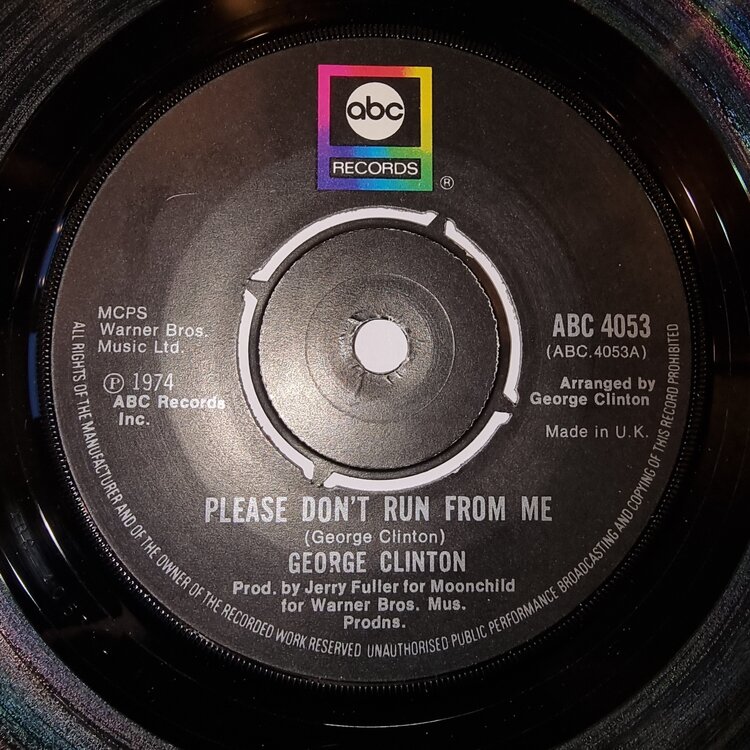 abc
RECORDS
®
MCPS
Warner Bros.
Music Ltd.
ABC 4053
(ABC.4053A)
℗ 1974
ABC Records
Inc.
Arranged by
George Clinton
Made in U.K.
PLEASE DON'T RUN FROM ME
(George Clinton)
GEORGE CLINTON
Prod. by Jerry Fuller for Moonchild
for Warner Bros. Mus.
Prodns.
ALL RIGHTS OF THE MANUFACTURER AND OF THE OWNER OF THE RECORDED WORK RESERVED UNAUTHORISED PUBLIC PERFORMANCE BROADCASTING AND COPYING OF THIS RECORD PROHIBITED